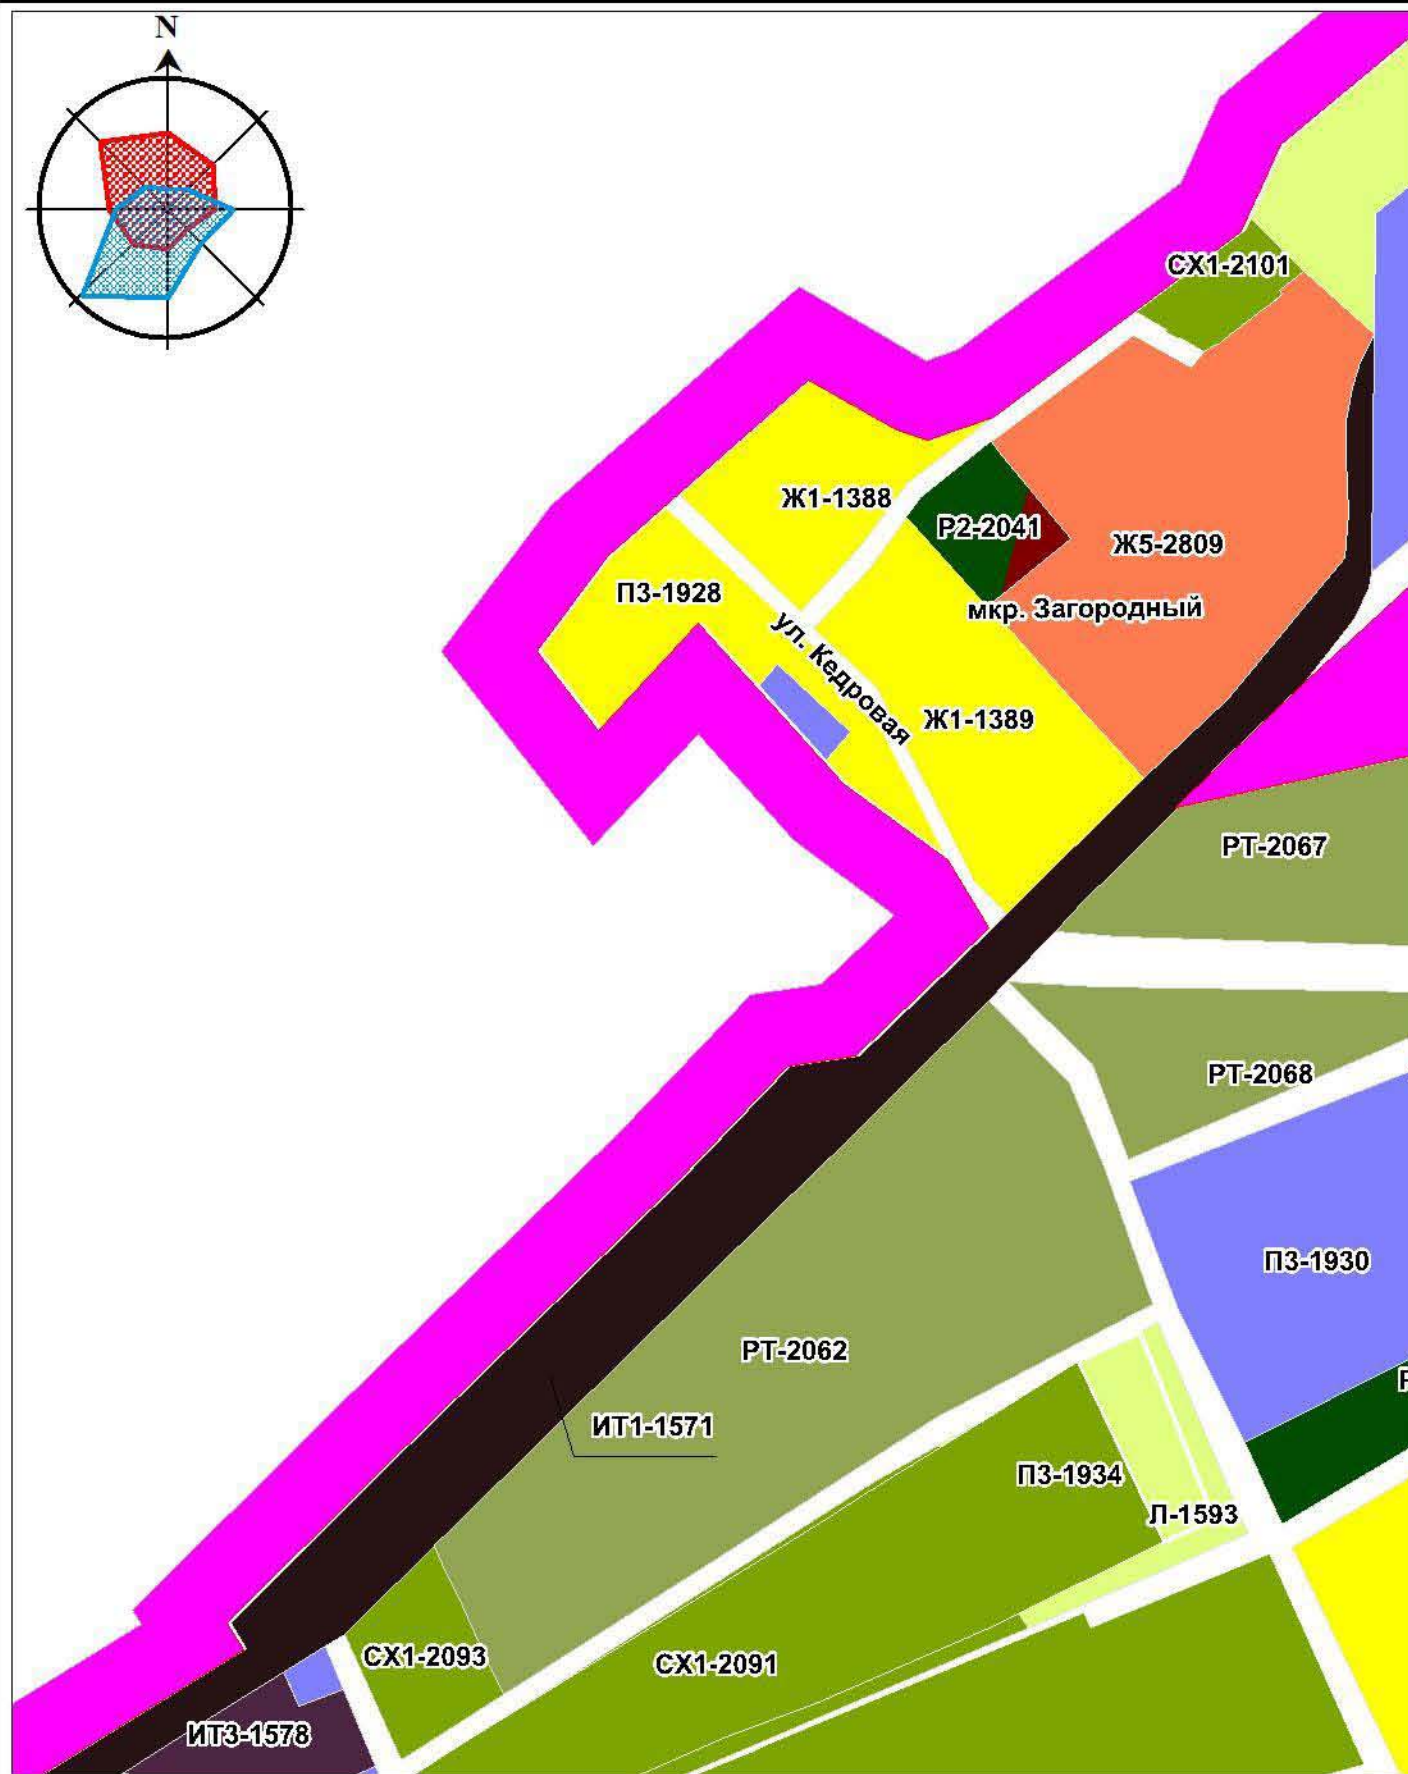 N
СХ1-2101
Ж1-1388
Р2-2041
Ж5-2809
П3-1928
мкр. Загородный
ул. Кедровая
Ж1-1389
РТ-2067
РТ-2068
П3-1930
РТ-2062
ИТ1-1571
П3-1934
Л-1593
СХ1-2093
СХ1-2091
ИТ3-1578